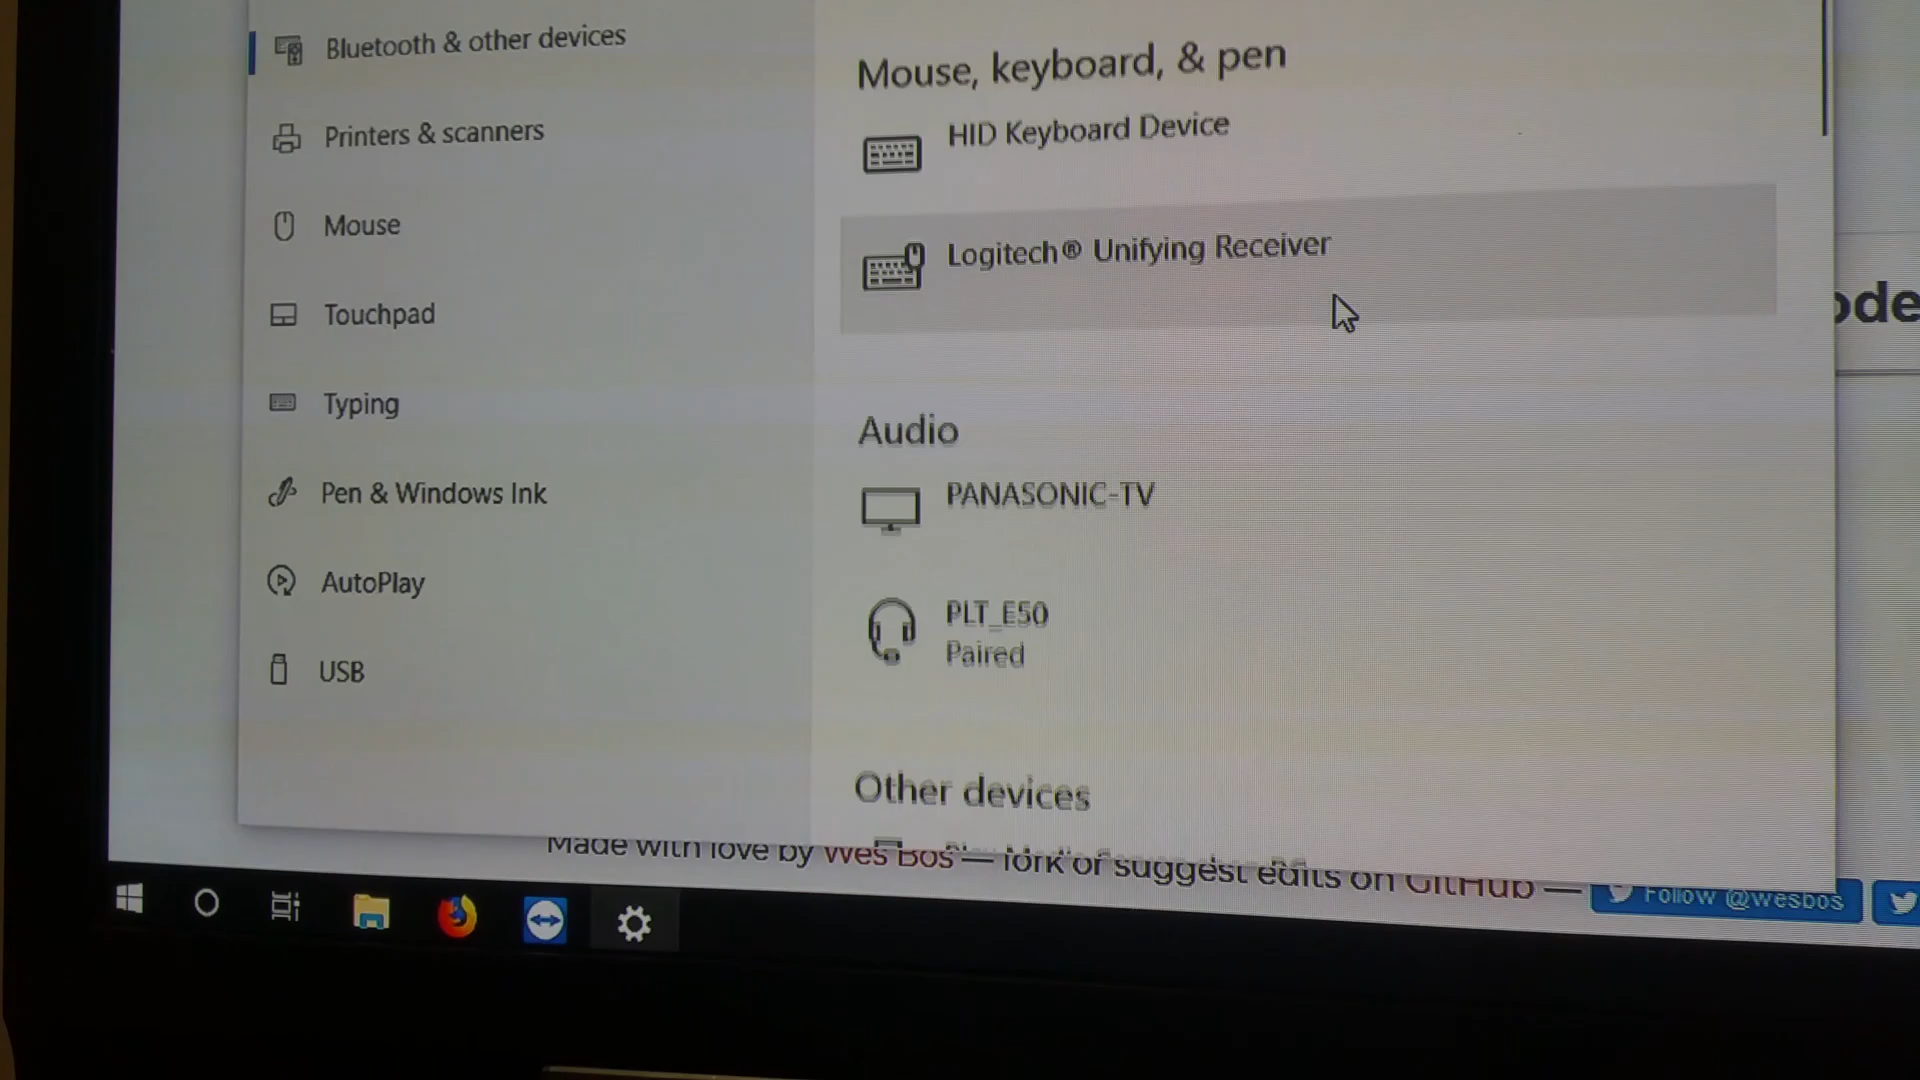 Bluetooth & other devices
Printers & scanners
Mouse
Touchpad
Typing
Pen & Windows Ink
AutoPlay
USB
Mouse, keyboard, & pen
HID Keyboard Device
Logitech® Unifying Receiver
Audio
PANASONIC-TV
PLT_E50
Paired
Other devices
ode
Made with love by Wes Bos — fork or suggest edits on GitHub —
Follow @wesbos